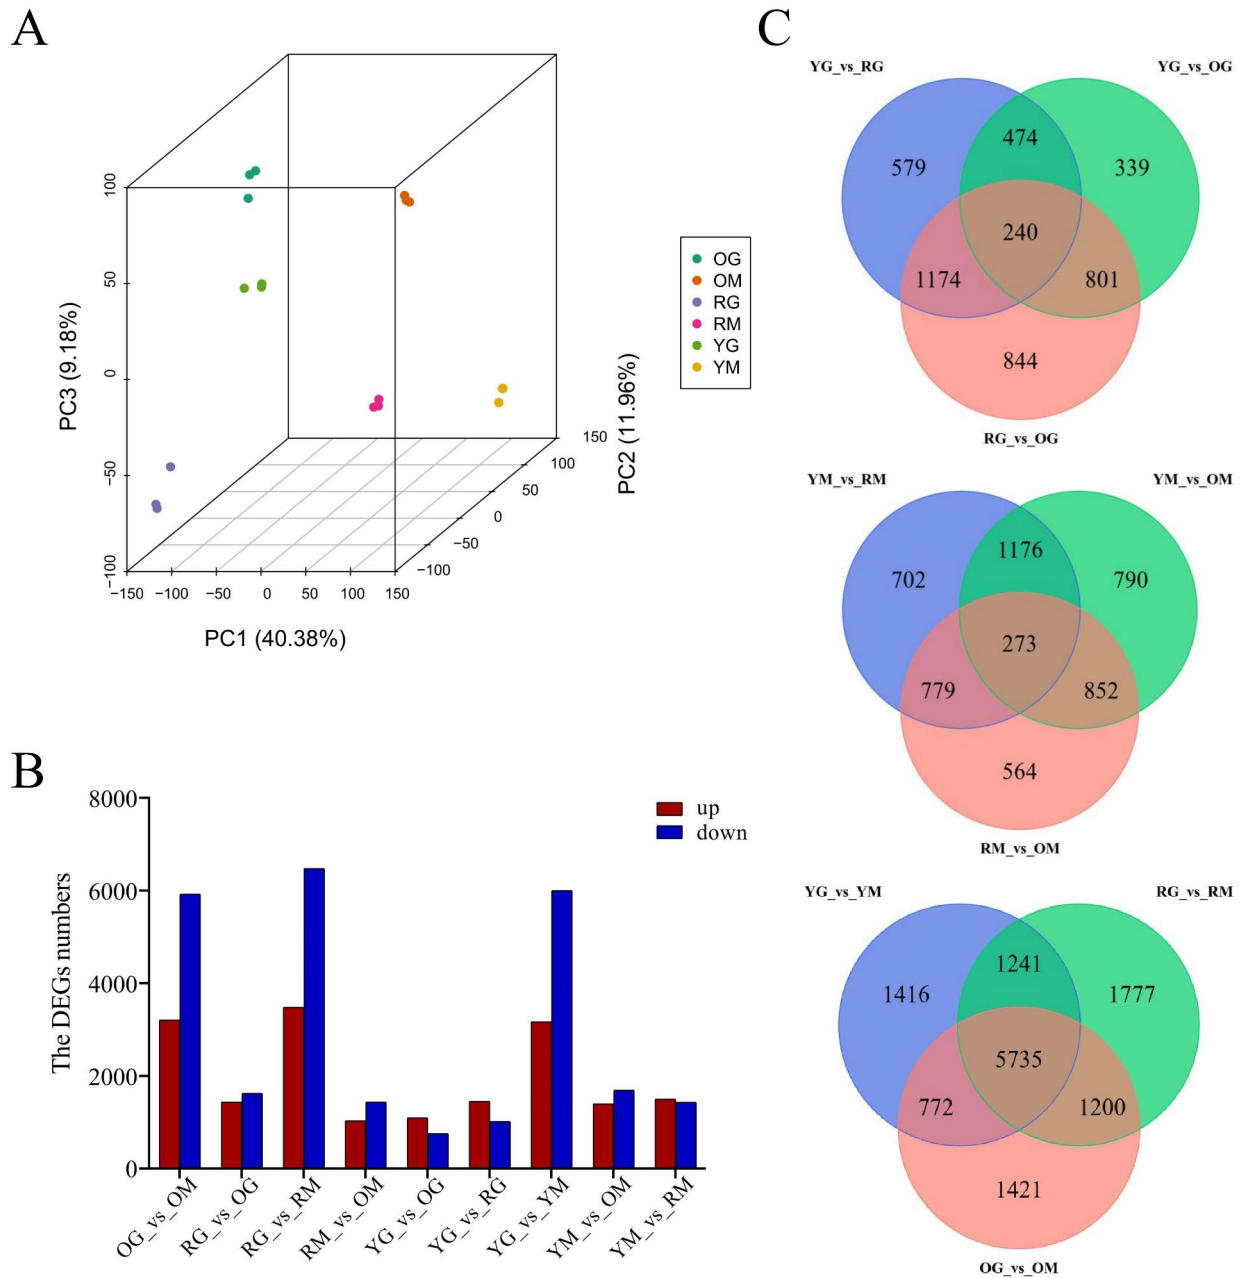 A
100
50
0
−50
−100
PC3 (9.18%)
−150 −100 −50 0 50 100 150
PC1 (40.38%)
−100
−50
0
50
100
150
PC2 (11.96%)
OG
OM
RG
RM
YG
YM
B
8000
6000
4000
2000
0
The DEGs numbers
up
down
OG_vs_OM
RG_vs_OG
RG_vs_RM
RM_vs_OM
YG_vs_OG
YG_vs_RG
YG_vs_YM
YM_vs_OM
YM_vs_RM
C
YG_vs_RG YG_vs_OG
474
579 339
240
1174 801
844
RG_vs_OG
YM_vs_RM YM_vs_OM
1176
702 790
273
779 852
564
RM_vs_OM
YG_vs_YM RG_vs_RM
1241
1416 1777
5735
772 1200
1421
OG_vs_OM